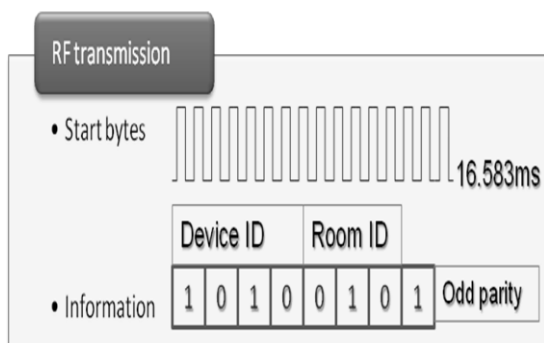 RF transmission
• Start bytes
16.583ms
Device ID Room ID
• Information 1 0 1 0 0 1 0 1 Odd parity